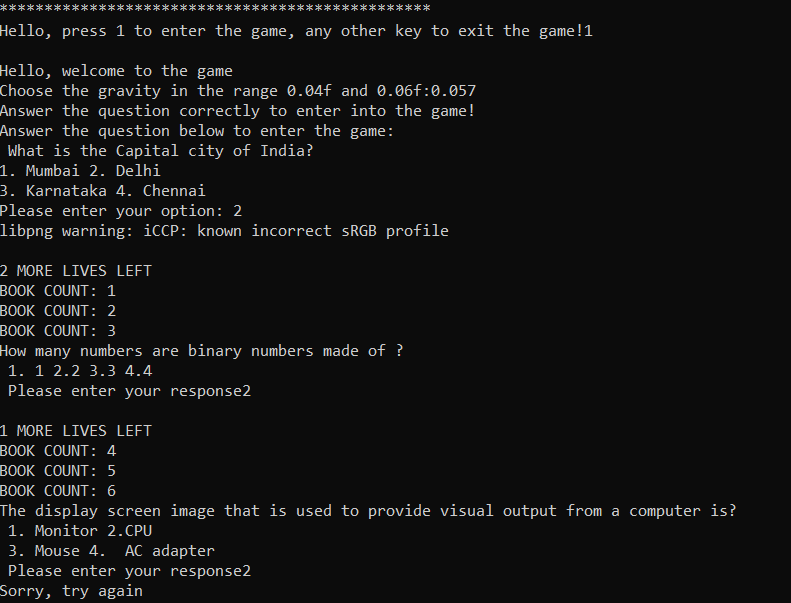 ************************************************
Hello, press 1 to enter the game, any other key to exit the game!1
Hello, welcome to the game
Choose the gravity in the range 0.04f and 0.06f:0.057
Answer the question correctly to enter into the game!
Answer the question below to enter the game:
What is the Capital city of India?
1. Mumbai 2. Delhi
3. Karnataka 4. Chennai
Please enter your option: 2
libpng warning: iCCP: known incorrect sRGB profile
2 MORE LIVES LEFT
BOOK COUNT: 1
BOOK COUNT: 2
BOOK COUNT: 3
How many numbers are binary numbers made of ?
1. 1 2.2 3.3 4.4
Please enter your response2
1 MORE LIVES LEFT
BOOK COUNT: 4
BOOK COUNT: 5
BOOK COUNT: 6
The display screen image that is used to provide visual output from a computer is?
1. Monitor 2.CPU
3. Mouse 4.  AC adapter
Please enter your response2
Sorry, try again